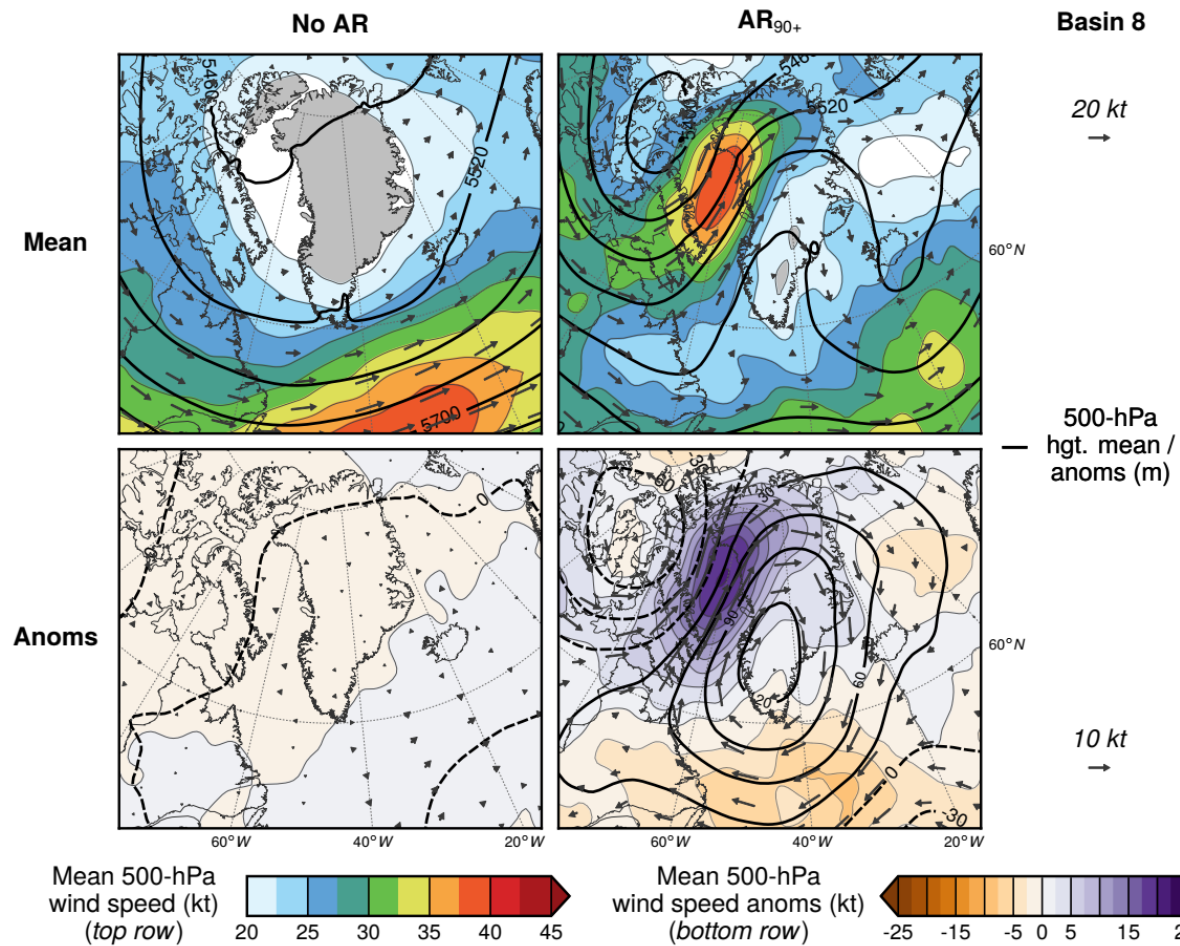 No AR
AR90+
Basin 8
Mean
5460
5520
5700
5400
5460
5520
20 kt
60°N
500-hPa
hgt. mean /
anoms (m)
Anoms
0
0
60
30
90
60
0
-30
60°N
10 kt
60°W
40°W
20°W
60°W
40°W
20°W
Mean 500-hPa
wind speed (kt)
(top row)
20 25 30 35 40 45
Mean 500-hPa
wind speed anoms (kt)
(bottom row)
-25 -15 -5 0 5 15